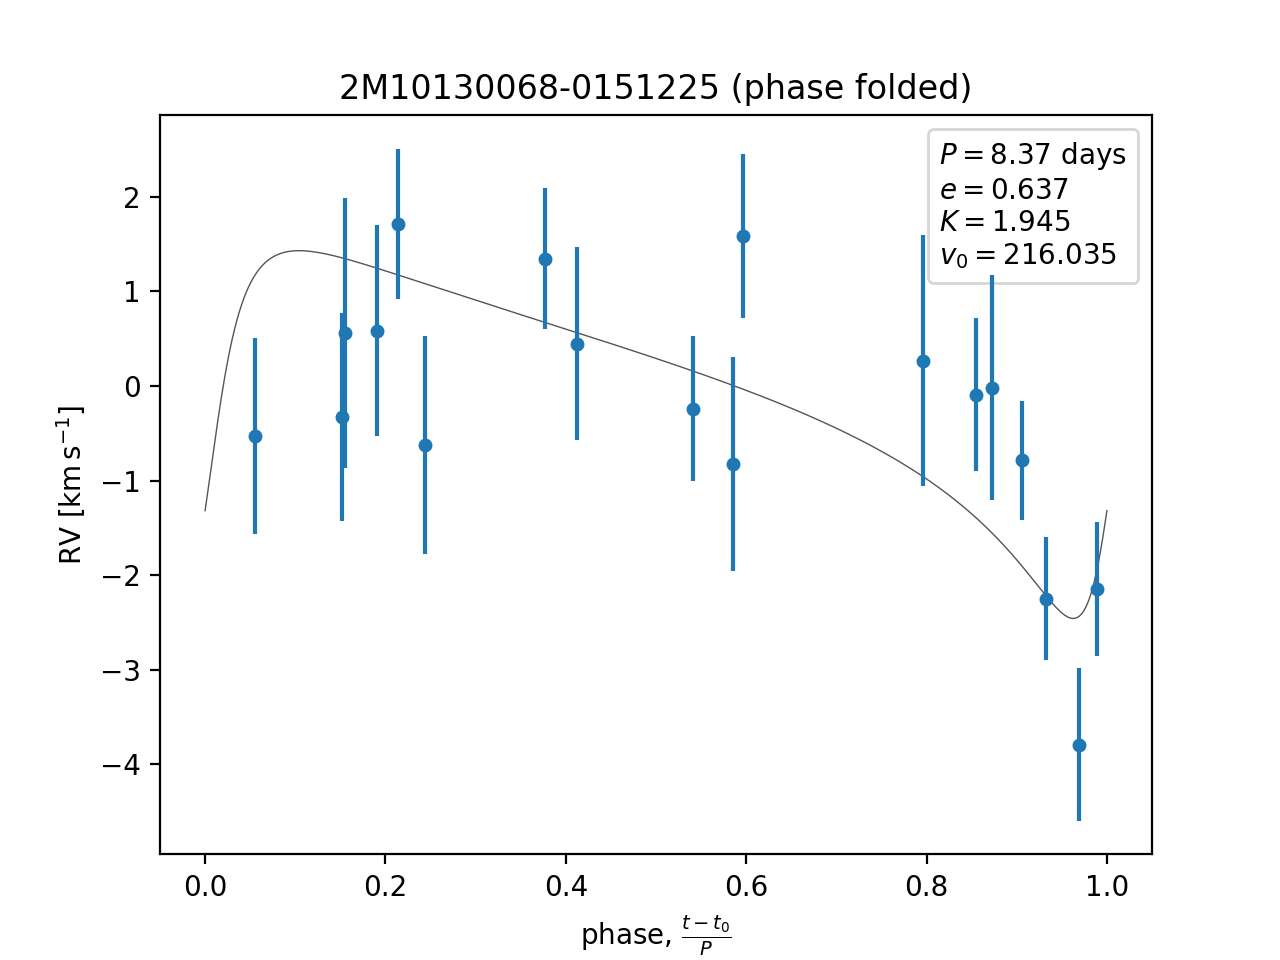 2M10130068-0151225 (phase folded)
P = 8.37 days
e = 0.637
K = 1.945
v₀ = 216.035
2
1
0
−1
−2
−3
−4
RV [km s⁻¹]
0.0 0.2 0.4 0.6 0.8 1.0
phase, (t − t₀)/P